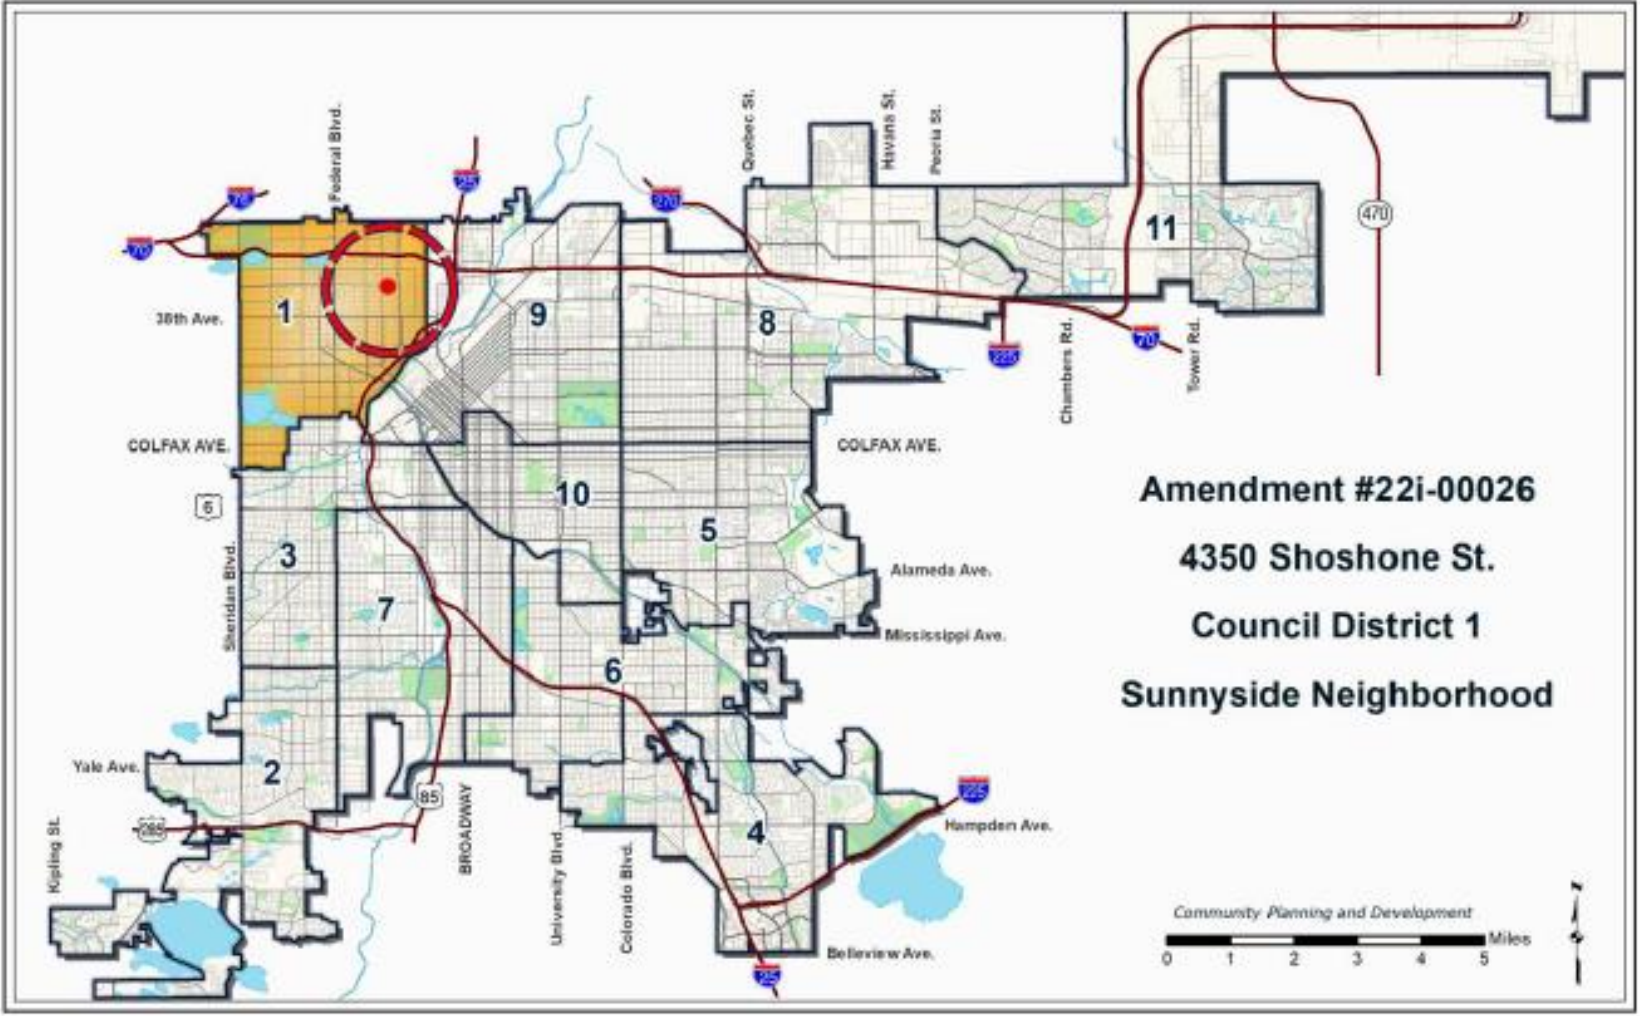 Federal Blvd.
Quebec St.
Havana St.
Peoria St.
70
25
270
70
470
11
1
9
8
38th Ave.
225
70
Chambers Rd.
Tower Rd.
COLFAX AVE.
COLFAX AVE.
6
10
5
3
7
Sheridan Blvd.
Alameda Ave.
Mississippi Ave.
6
Amendment #22i-00026
4350 Shoshone St.
Council District 1
Sunnyside Neighborhood
Yale Ave.
2
85
285
225
Kipling St.
BROADWAY
University Blvd
Colorado Blvd.
4
Hampden Ave.
Belleview Ave.
25
Community Planning and Development
Miles
0 1 2 3 4 5
N